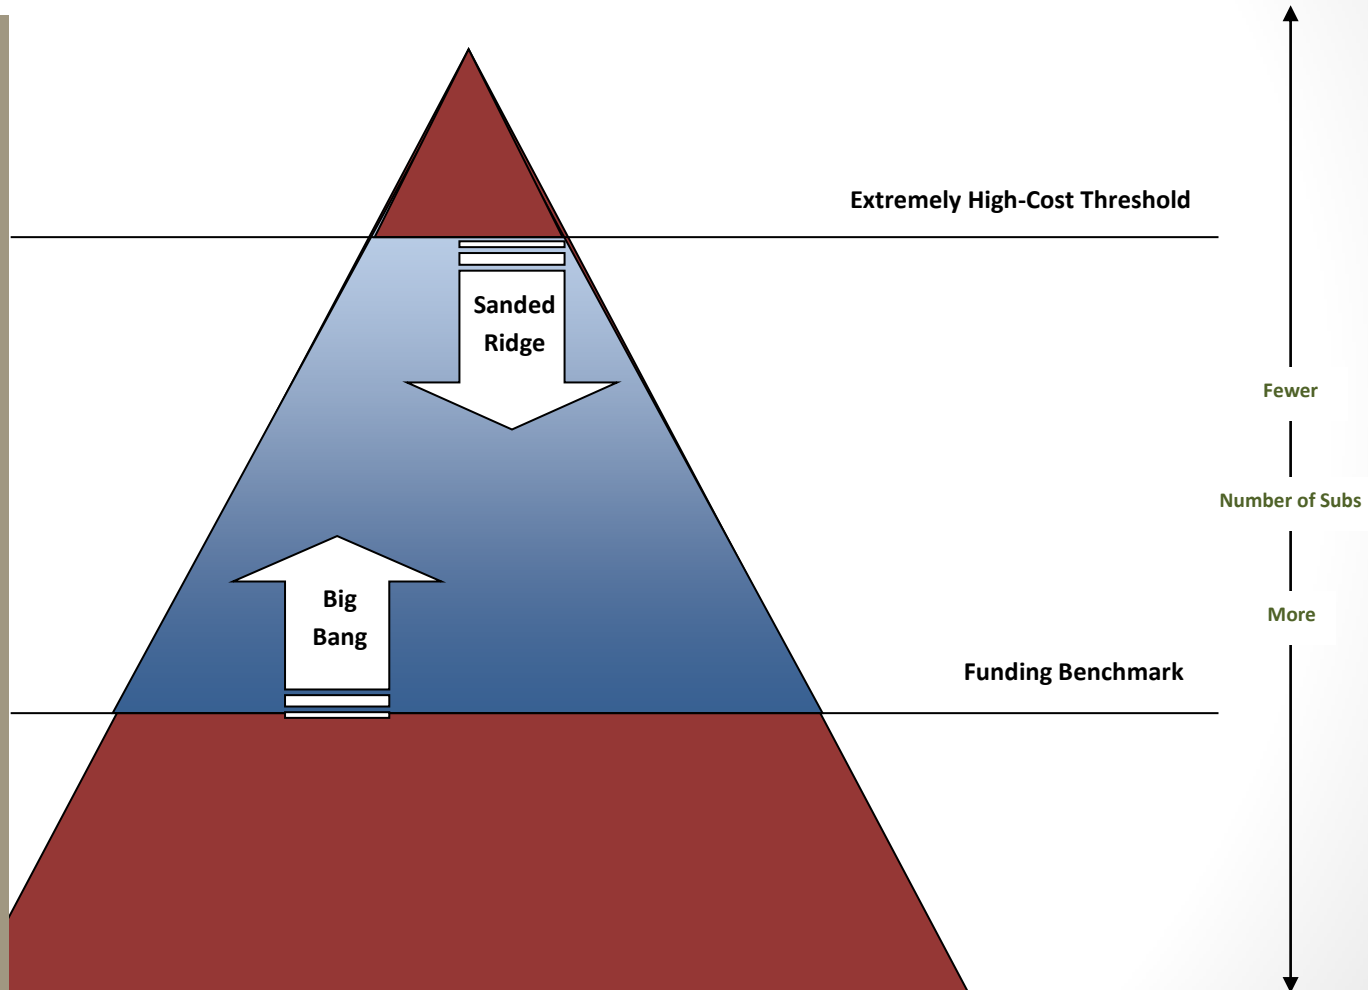 Extremely High-Cost Threshold
Sanded
Ridge
Fewer
Number of Subs
Big
Bang
More
Funding Benchmark